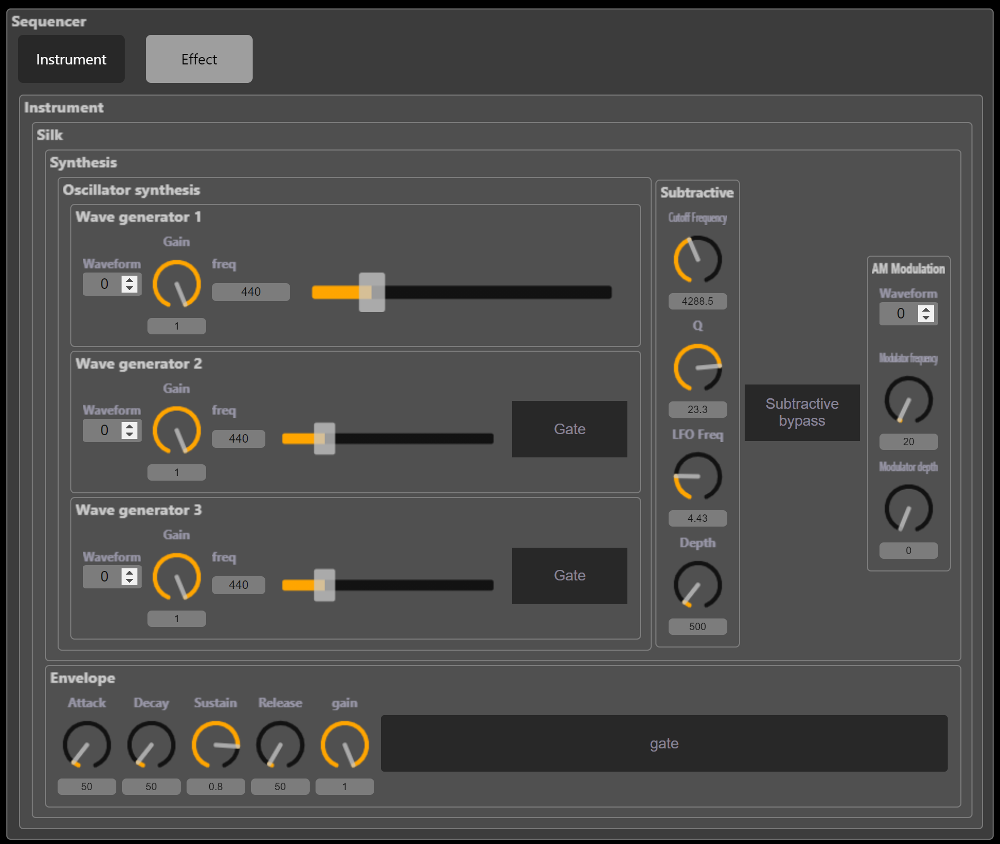 Sequencer
Instrument
Effect
Instrument
Silk
Synthesis
Oscillator synthesis
Wave generator 1
Gain
Waveform
0
freq
440
1
Wave generator 2
Gain
Waveform
0
freq
440
1
Gate
Wave generator 3
Gain
Waveform
0
freq
440
1
Gate
Subtractive
Cutoff Frequency
4288.5
Q
23.3
LFO Freq
4.43
Depth
500
Subtractive
bypass
AM Modulation
Waveform
0
Modulator frequency
20
Modulator depth
0
Envelope
Attack
Decay
Sustain
Release
gain
50
50
0.8
50
1
gate